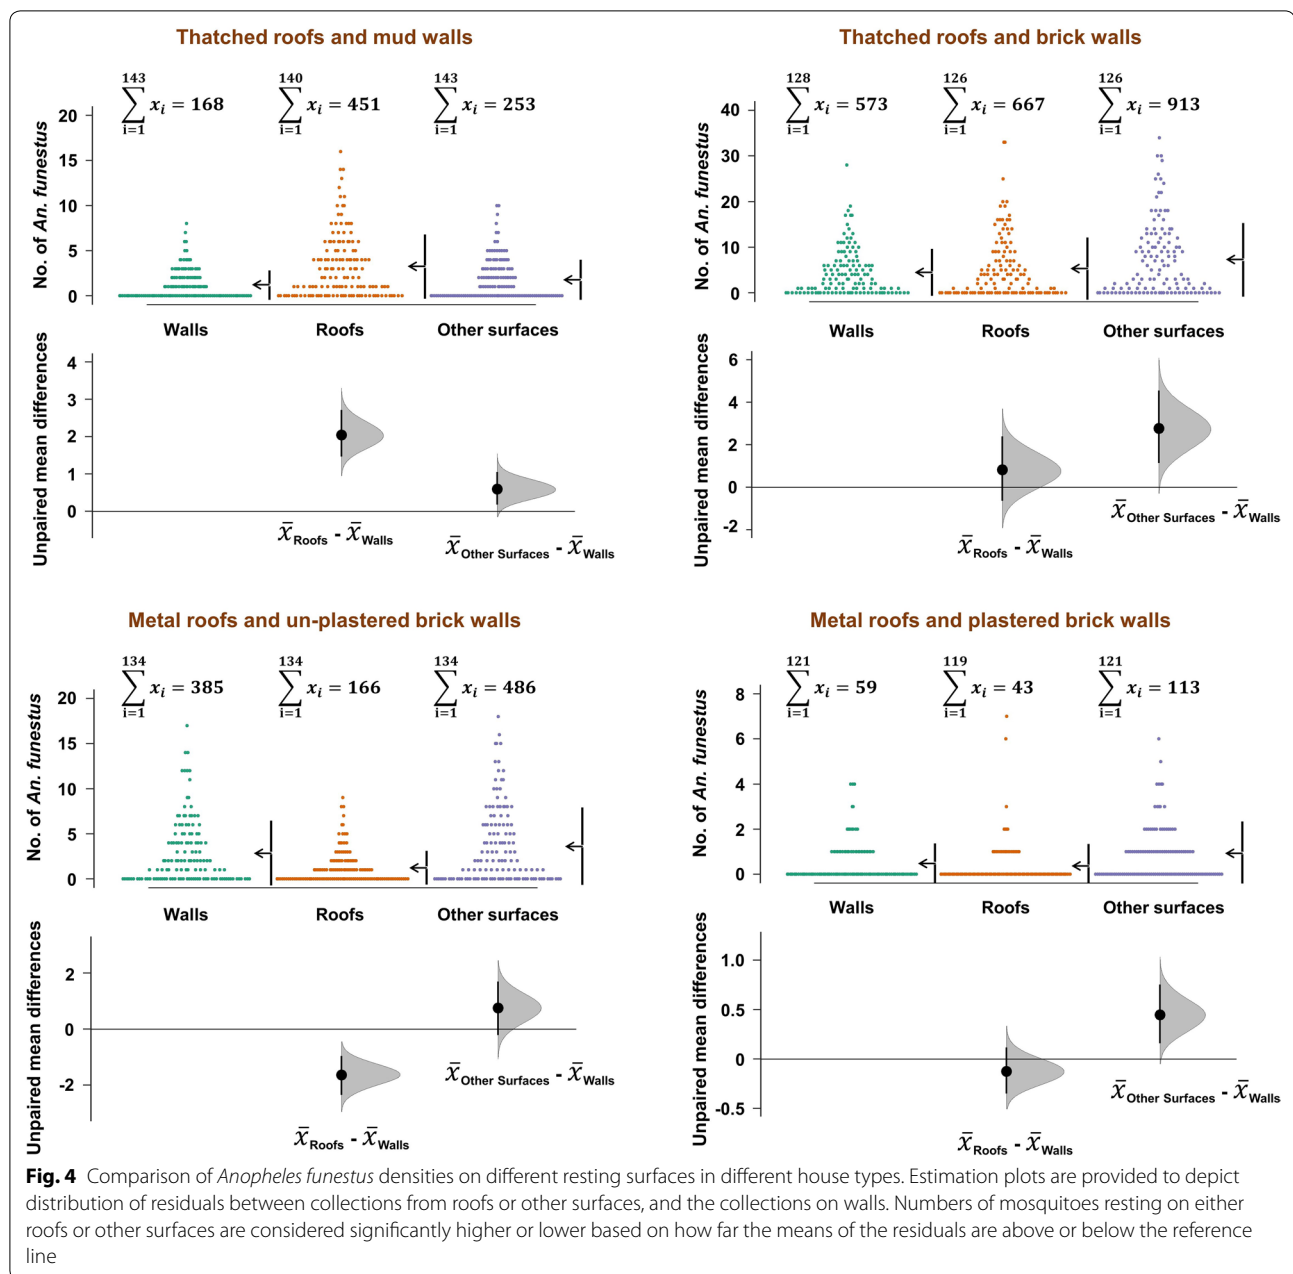 Thatched roofs and mud walls
No. of An. funestus
143 ∑ i=1 xᵢ = 168
140 ∑ i=1 xᵢ = 451
143 ∑ i=1 xᵢ = 253
20
15
10
5
0
Walls
Roofs
Other surfaces
Unpaired mean differences
4
3
2
1
0
x̄ Roofs - x̄ Walls
x̄ Other Surfaces - x̄ Walls
Thatched roofs and brick walls
No. of An. funestus
128 ∑ i=1 xᵢ = 573
126 ∑ i=1 xᵢ = 667
126 ∑ i=1 xᵢ = 913
40
30
20
10
0
Walls
Roofs
Other surfaces
Unpaired mean differences
6
4
2
0
-2
x̄ Roofs - x̄ Walls
x̄ Other Surfaces - x̄ Walls
Metal roofs and un-plastered brick walls
No. of An. funestus
134 ∑ i=1 xᵢ = 385
134 ∑ i=1 xᵢ = 166
134 ∑ i=1 xᵢ = 486
20
15
10
5
0
Walls
Roofs
Other surfaces
Unpaired mean differences
2
0
-2
x̄ Roofs - x̄ Walls
x̄ Other Surfaces - x̄ Walls
Metal roofs and plastered brick walls
No. of An. funestus
121 ∑ i=1 xᵢ = 59
119 ∑ i=1 xᵢ = 43
121 ∑ i=1 xᵢ = 113
8
6
4
2
0
Walls
Roofs
Other surfaces
Unpaired mean differences
1.0
0.5
0
-0.5
x̄ Roofs - x̄ Walls
x̄ Other Surfaces - x̄ Walls
Fig. 4 Comparison of Anopheles funestus densities on different resting surfaces in different house types. Estimation plots are provided to depict
distribution of residuals between collections from roofs or other surfaces, and the collections on walls. Numbers of mosquitoes resting on either
roofs or other surfaces are considered significantly higher or lower based on how far the means of the residuals are above or below the reference
line